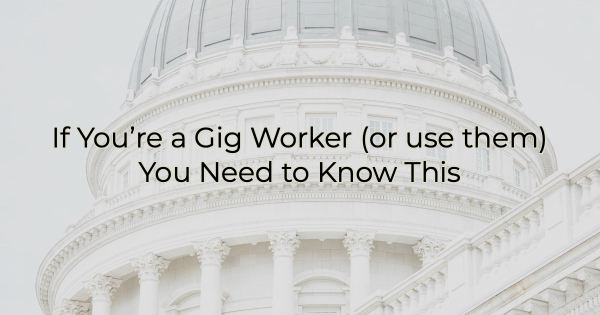 If You’re a Gig Worker (or use them)
You Need to Know This